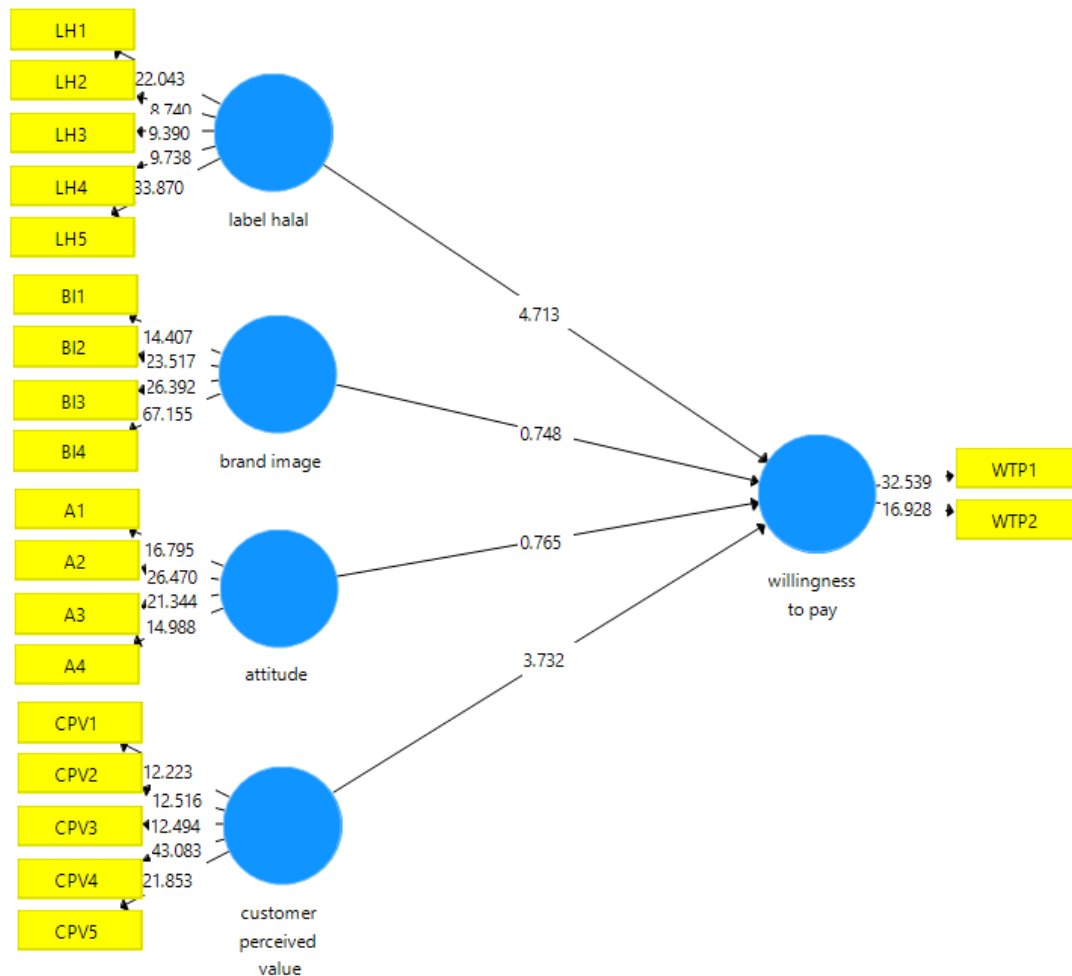 LH1
LH2
LH3
LH4
LH5
22.043
8.740
9.390
9.738
33.870
label halal
BI1
BI2
BI3
BI4
14.407
23.517
26.392
67.155
brand image
A1
A2
A3
A4
16.795
26.470
21.344
14.988
attitude
CPV1
CPV2
CPV3
CPV4
CPV5
12.223
12.516
12.494
43.083
21.853
customer
perceived
value
4.713
0.748
0.765
3.732
willingness
to pay
32.539
16.928
WTP1
WTP2